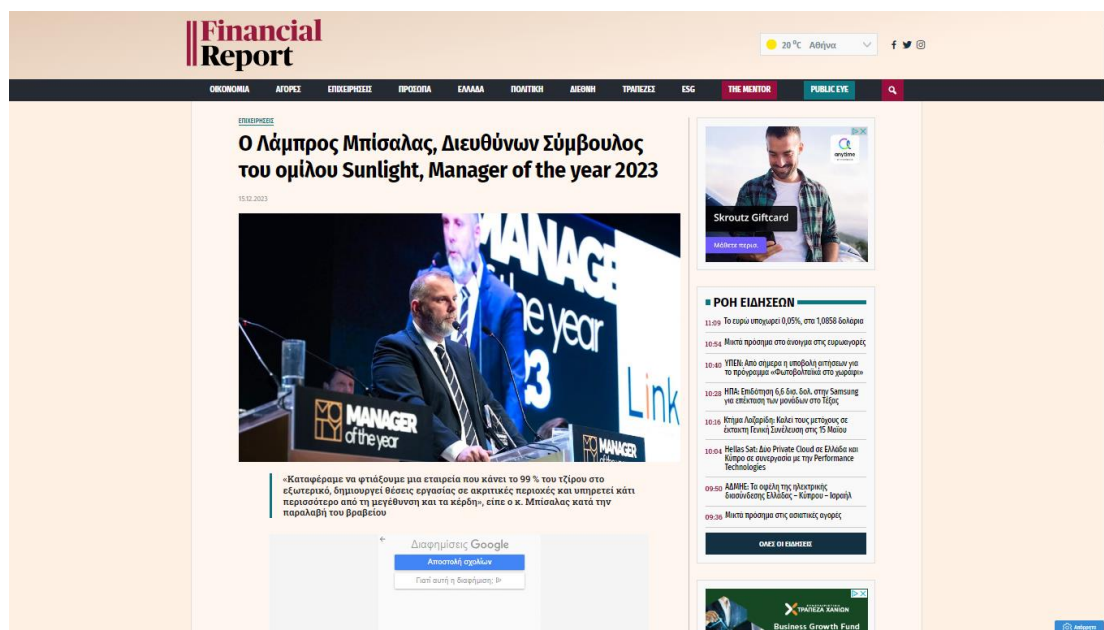 Financial
Report
20 °C Αθήνα
ΟΙΚΟΝΟΜΙΑ ΑΓΟΡΕΣ ΕΠΙΧΕΙΡΗΣΕΙΣ ΠΡΟΣΩΠΑ ΕΛΛΑΔΑ ΠΟΛΙΤΙΚΗ ΔΙΕΘΝΗ ΤΡΑΠΕΖΕΣ ESG THE MENTOR PUBLIC EYE
ΕΠΙΧΕΙΡΗΣΕΙΣ
Ο Λάμπρος Μπίσαλας, Διευθύνων Σύμβουλος
του ομίλου Sunlight, Manager of the year 2023
15.12.2023
MANAGER
of the year
Link
MANAGER
of the year
MANAGER
«Καταφέραμε να φτιάξουμε μια εταιρεία που κάνει το 99 % του τζίρου στο
εξωτερικό, δημιουργεί θέσεις εργασίας σε ακριτικές περιοχές και υπηρετεί κάτι
περισσότερο από τη μεγέθυνση και τα κέρδη», είπε ο κ. Μπίσαλας κατά την
παραλαβή του βραβείου
Διαφημίσεις Google
Αποστολή σχολίων
Γιατί αυτή η διαφήμιση;
anytime
Skroutz Giftcard
Μάθετε περισ.
ΡΟΗ ΕΙΔΗΣΕΩΝ
11:09 Το ευρώ υποχωρεί 0,05%, στα 1,0858 δολάρια
10:54 Μικτά πρόσημα στο άνοιγμα στις ευρωαγορές
10:40 ΥΠΕΝ: Από σήμερα η υποβολή αιτήσεων για
το πρόγραμμα «Φωτοβολταϊκά στο χωράφι»
10:28 ΗΠΑ: Επιδότηση 6,6 δισ. δολ. στην Samsung
για επέκταση των μονάδων στο Τέξας
10:16 Κτήμα Λαζαρίδη: Καλεί τους μετόχους σε
έκτακτη Γενική Συνέλευση στις 15 Μαΐου
10:04 Hellas Sat: Δύο Private Cloud σε Ελλάδα και
Κύπρο σε συνεργασία με την Performance
Technologies
09:50 ΑΔΜΗΕ: Τα οφέλη της ηλεκτρικής
διασύνδεσης Ελλάδας – Κύπρου – Ισραήλ
09:36 Μικτά πρόσημα στις ασιατικές αγορές
ΟΛΕΣ ΟΙ ΕΙΔΗΣΕΙΣ
ΤΡΑΠΕΖΑ ΧΑΝΙΩΝ
Business Growth Fund
Απόρρητο